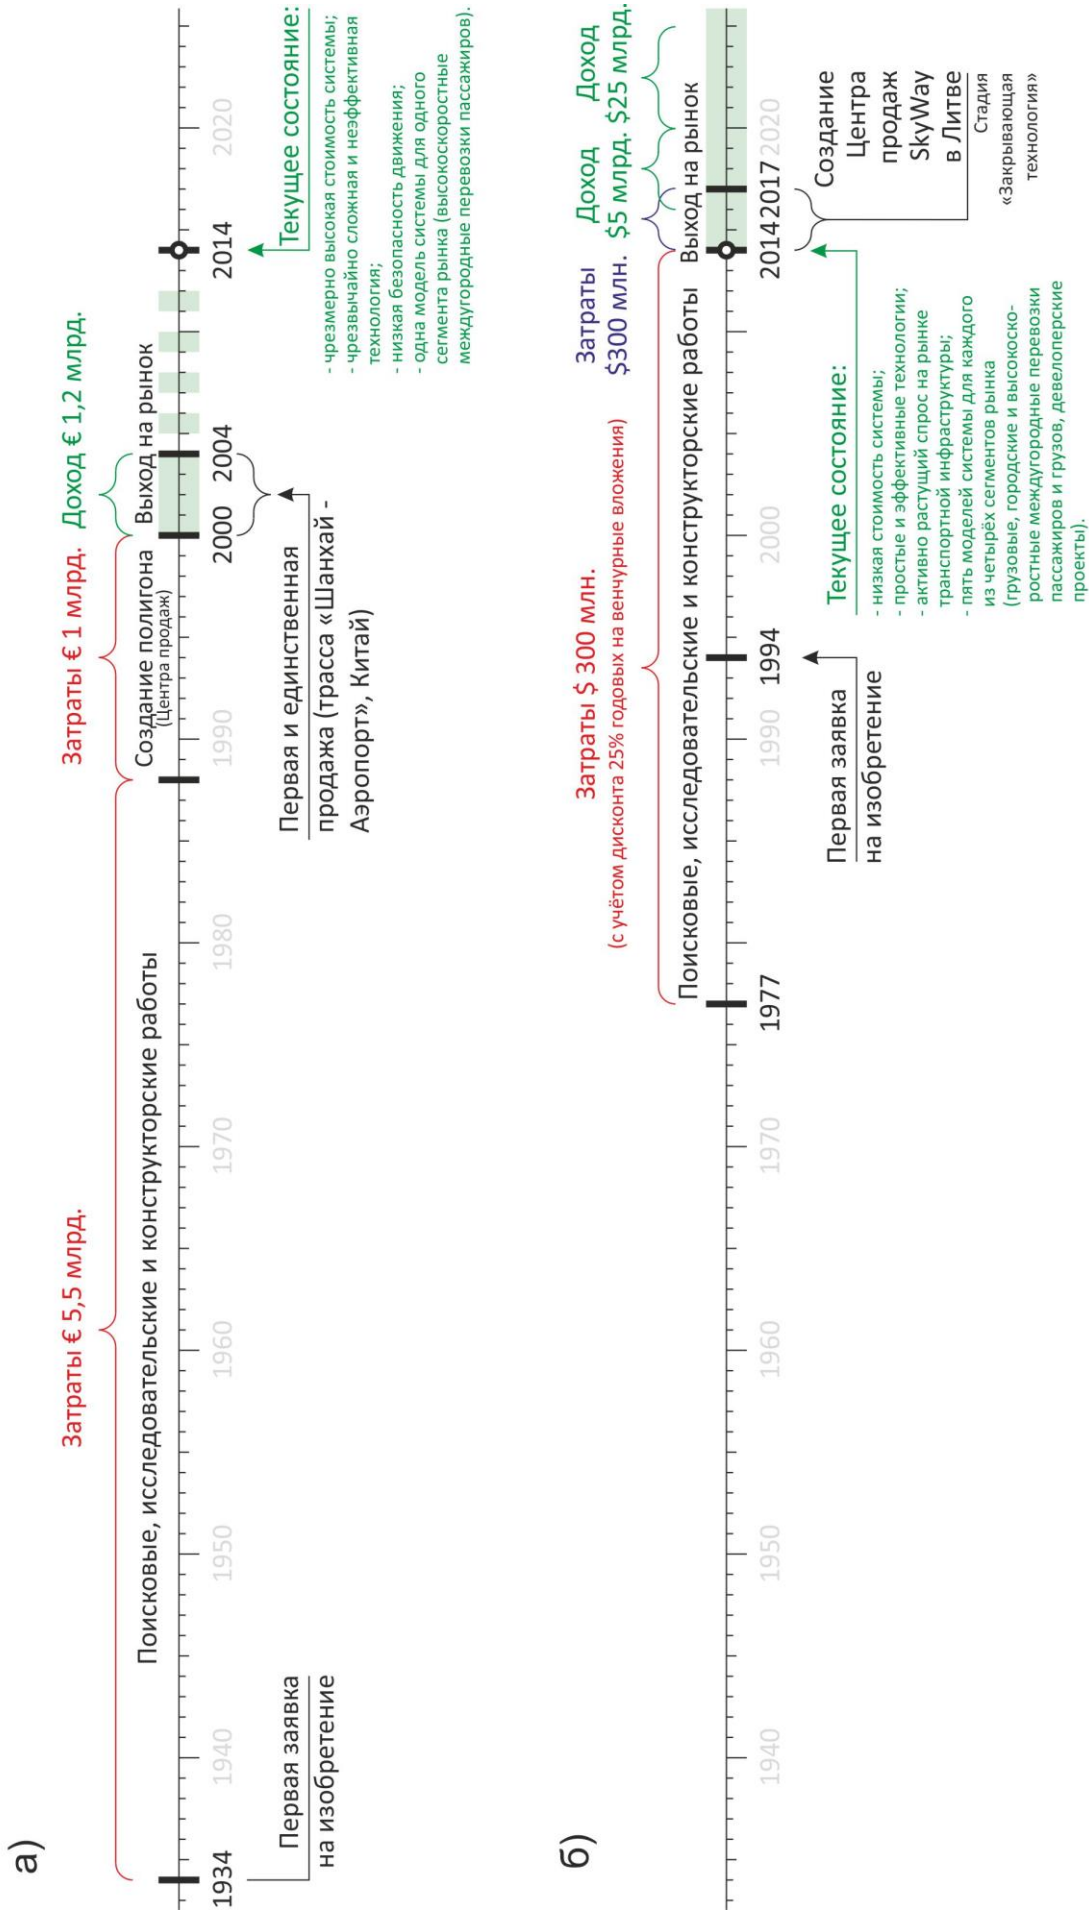 а)
Затраты € 5,5 млрд.
Затраты € 1 млрд.
Доход € 1,2 млрд.
Поисковые, исследовательские и конструкторские работы
Создание полигона
(Центра продаж)
Выход на рынок
1934
1940
1950
1960
1970
1980
1990
2000
2004
2014
2020
Первая заявка
на изобретение
Первая и единственная
продажа (трасса «Шанхай -
Аэропорт», Китай)
Текущее состояние:
- чрезмерно высокая стоимость системы;
- чрезвычайно сложная и неэффективная
технология;
- низкая безопасность движения;
- одна модель системы для одного
сегмента рынка (высокоскоростные
междугородные перевозки пассажиров).
б)
Затраты $ 300 млн.
(с учётом дисконта 25% годовых на венчурные вложения)
Затраты
$300 млн.
Доход
$5 млрд.
Доход
$25 млрд.
Поисковые, исследовательские и конструкторские работы
Выход на рынок
1940
1950
1960
1970
1977
1990
1994
2000
2014
2017
2020
Первая заявка
на изобретение
Текущее состояние:
- низкая стоимость системы;
- простые и эффективные технологии;
- активно растущий спрос на рынке
транспортной инфраструктуры;
- пять моделей системы для каждого
из четырёх сегментов рынка
(грузовые, городские и высокоско-
ростные междугородные перевозки
пассажиров и грузов, девелоперские
проекты).
Создание
Центра
продаж
SkyWay
в Литве
Стадия
«Закрывающая
технология»